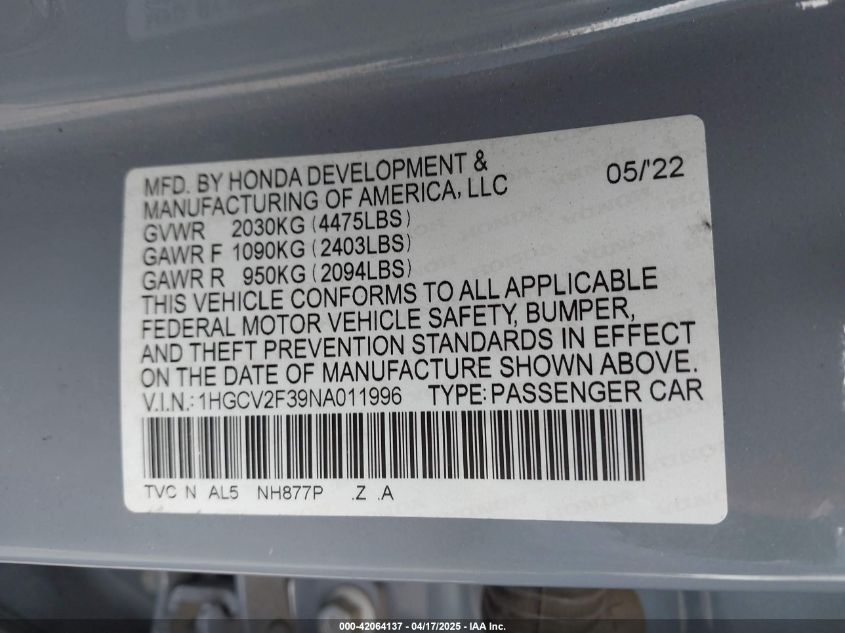 MFD. BY HONDA DEVELOPMENT & 05/'22
MANUFACTURING OF AMERICA, LLC
GVWR 2030KG (4475LBS)
GAWR F 1090KG (2403LBS)
GAWR R 950KG (2094LBS)
THIS VEHICLE CONFORMS TO ALL APPLICABLE
FEDERAL MOTOR VEHICLE SAFETY, BUMPER,
AND THEFT PREVENTION STANDARDS IN EFFECT
ON THE DATE OF MANUFACTURE SHOWN ABOVE.
V.I.N.: 1HGCV2F39NA011996 TYPE: PASSENGER CAR
TVC N AL5 NH877P .Z .A
000-42064137 - 04/17/2025 - IAA Inc.